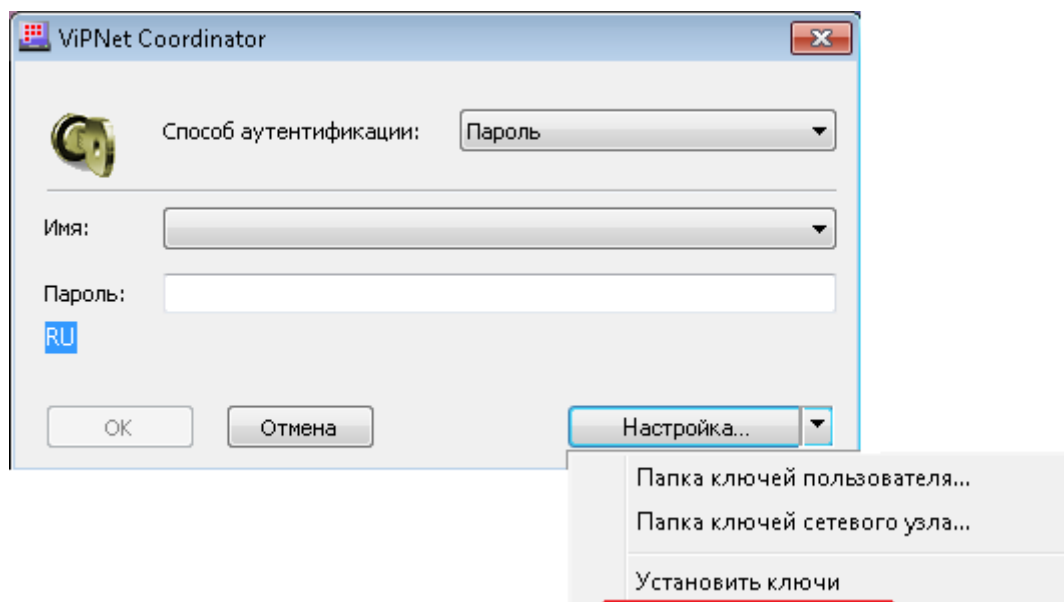 ViPNet Coordinator
Способ аутентификации: Пароль
Имя:
Пароль:
RU
OK Отмена Настройка...
Папка ключей пользователя...
Папка ключей сетевого узла...
Установить ключи